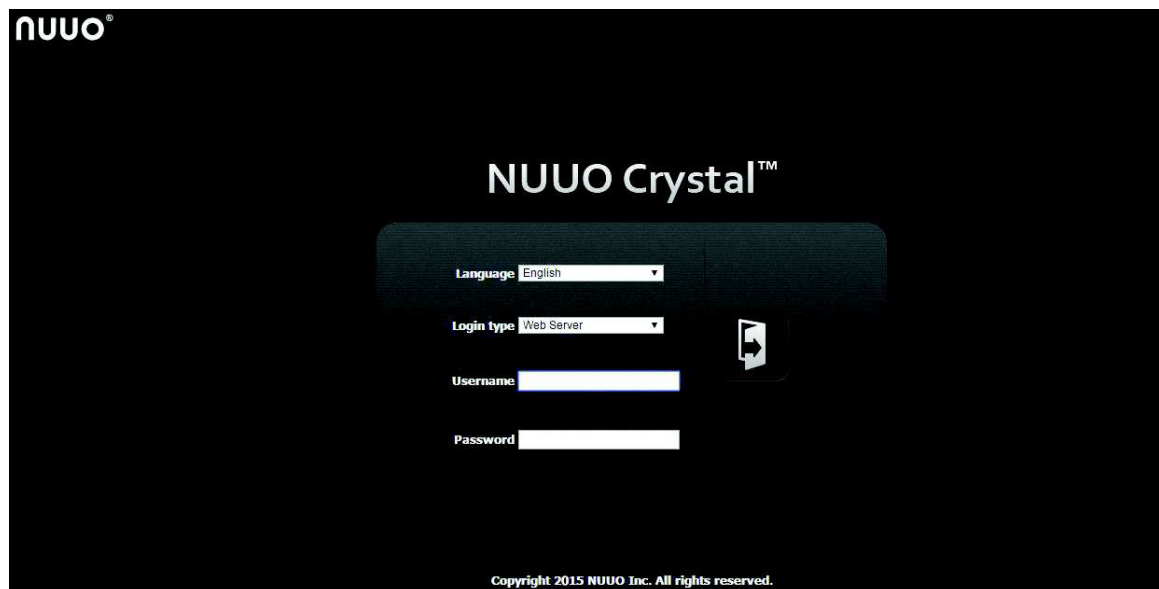 nuuo®
NUUO Crystal™
Language English
Login type Web Server
Username
Password
Copyright 2015 NUUO Inc. All rights reserved.